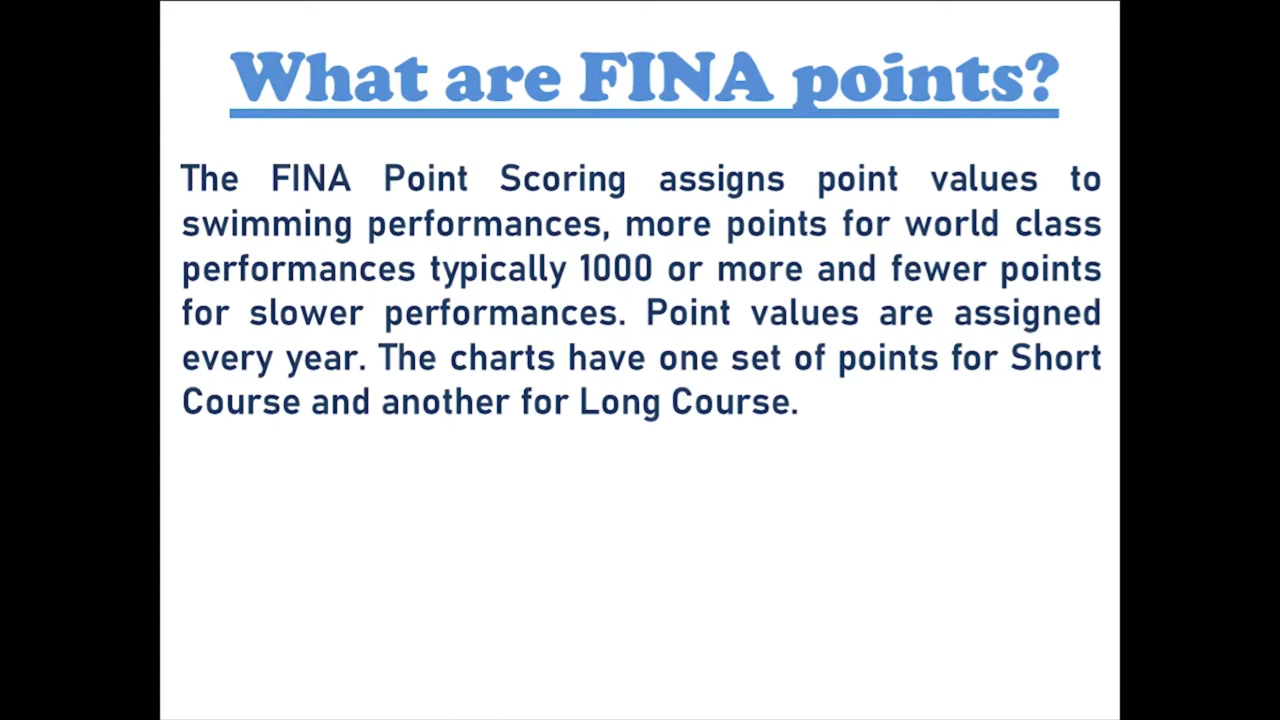 What are FINA points?
The FINA Point Scoring assigns point values to
swimming performances, more points for world class
performances typically 1000 or more and fewer points
for slower performances. Point values are assigned
every year. The charts have one set of points for Short
Course and another for Long Course.